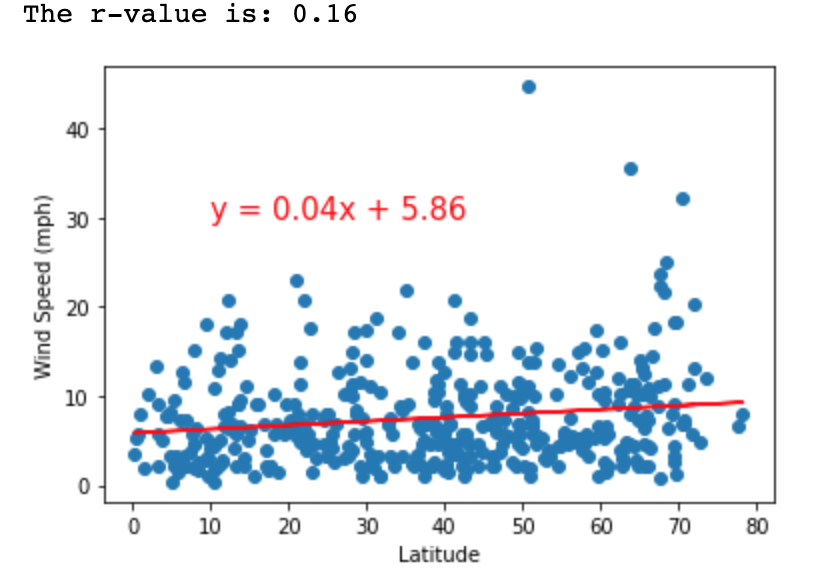 The r-value is: 0.16
40
30
20
10
0
Wind Speed (mph)
y = 0.04x + 5.86
0 10 20 30 40 50 60 70 80
Latitude